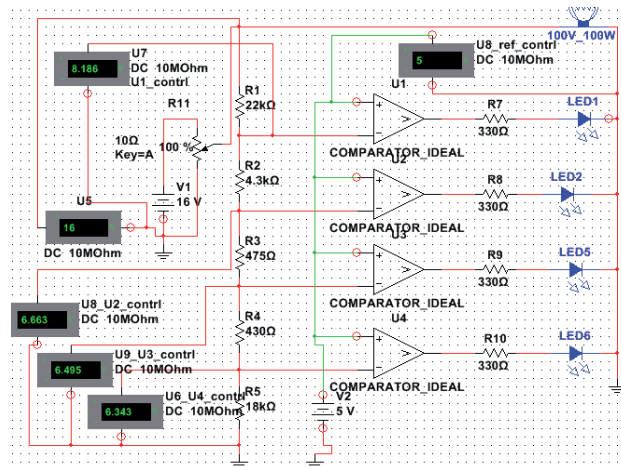 100V_100W
U7
DC 10MOhm
U1_contrl
8.186
U8_ref_contrl
DC 10MOhm
5
R11
10Ω
Key=A
100 %
R1
22kΩ
U1
+
−
>
COMPARATOR_IDEAL
R7
330Ω
LED1
R2
4.3kΩ
U2
+
−
>
COMPARATOR_IDEAL
R8
330Ω
LED2
V1
16 V
U5
16
DC 10MOhm
R3
475Ω
U3
+
−
>
COMPARATOR_IDEAL
R9
330Ω
LED5
U8_U2_contrl
DC 10MOhm
6.663
R4
430Ω
U4
+
−
>
COMPARATOR_IDEAL
R10
330Ω
LED6
U9_U3_contrl
DC 10MOhm
6.495
U6_U4_contrl
DC 10MOhm
6.343
R5
18kΩ
V2
5 V